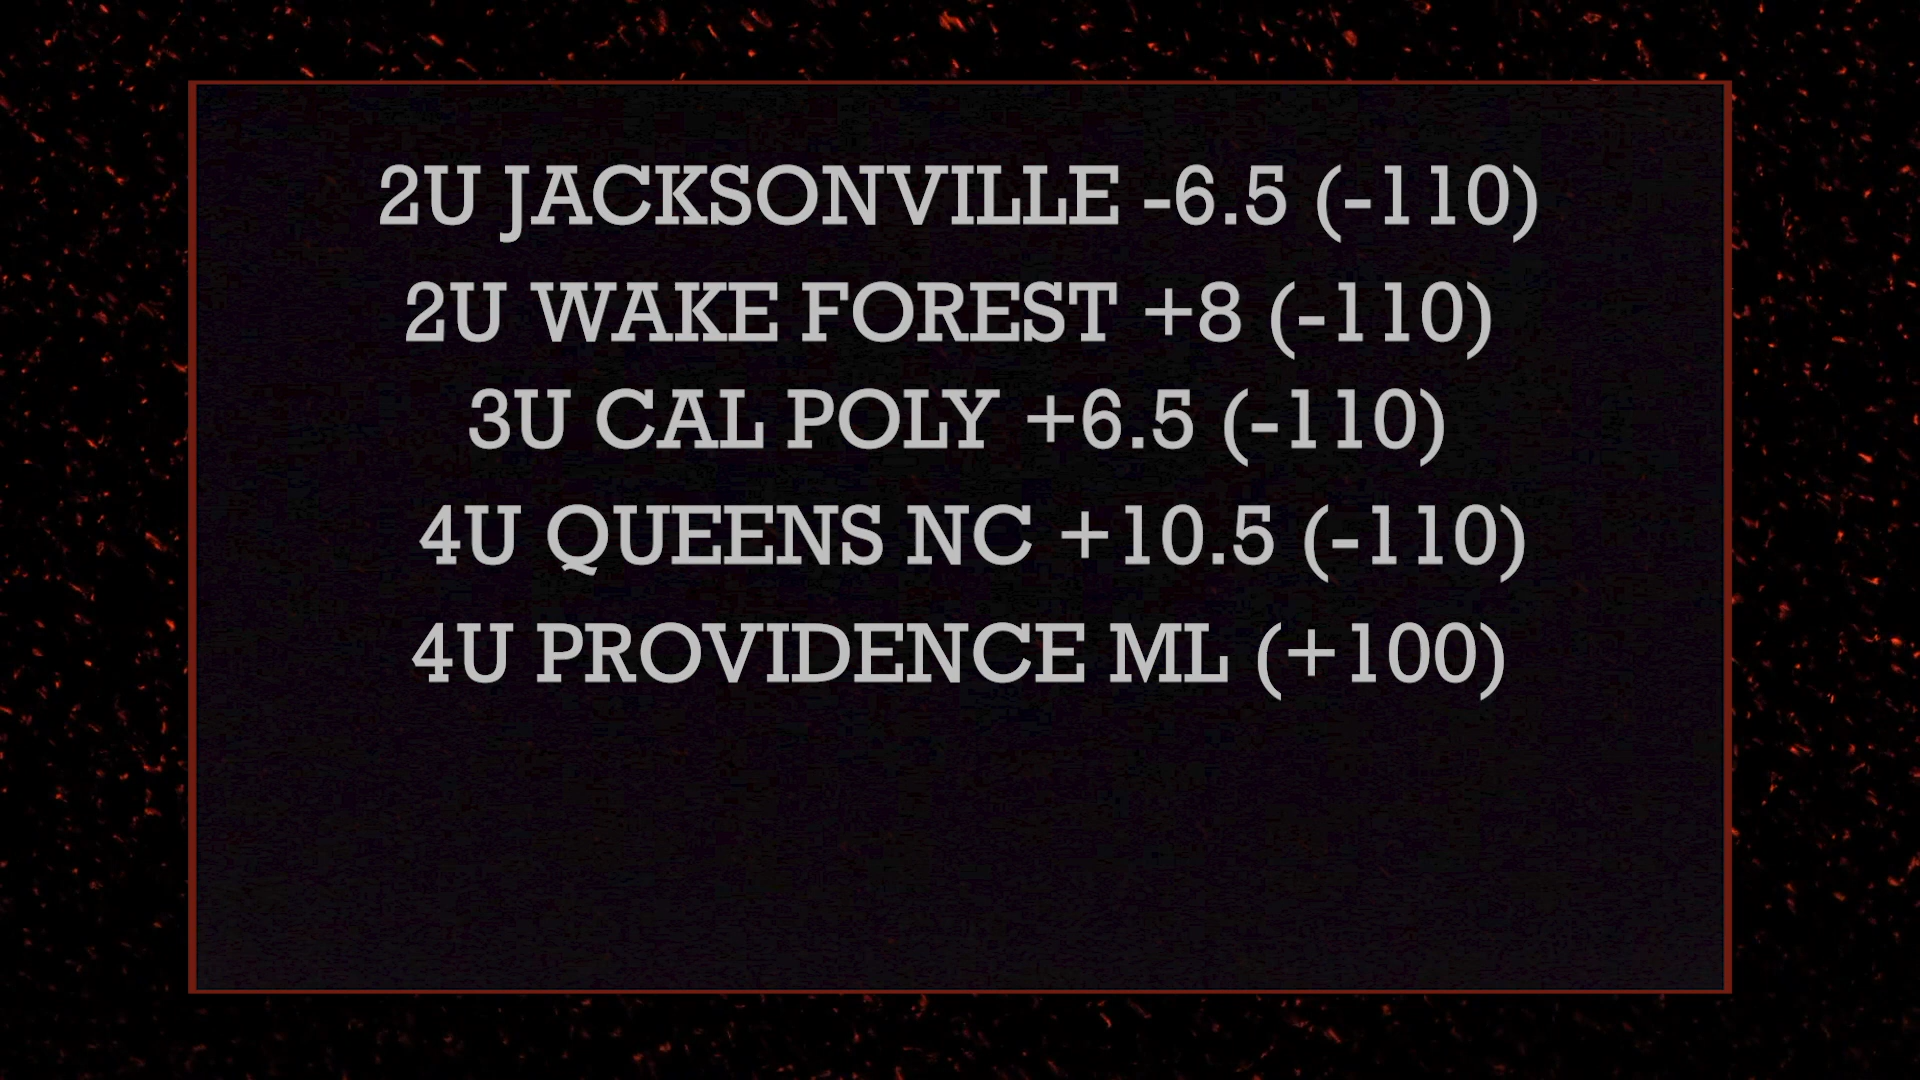 2U JACKSONVILLE -6.5 (-110)
2U WAKE FOREST +8 (-110)
3U CAL POLY +6.5 (-110)
4U QUEENS NC +10.5 (-110)
4U PROVIDENCE ML (+100)